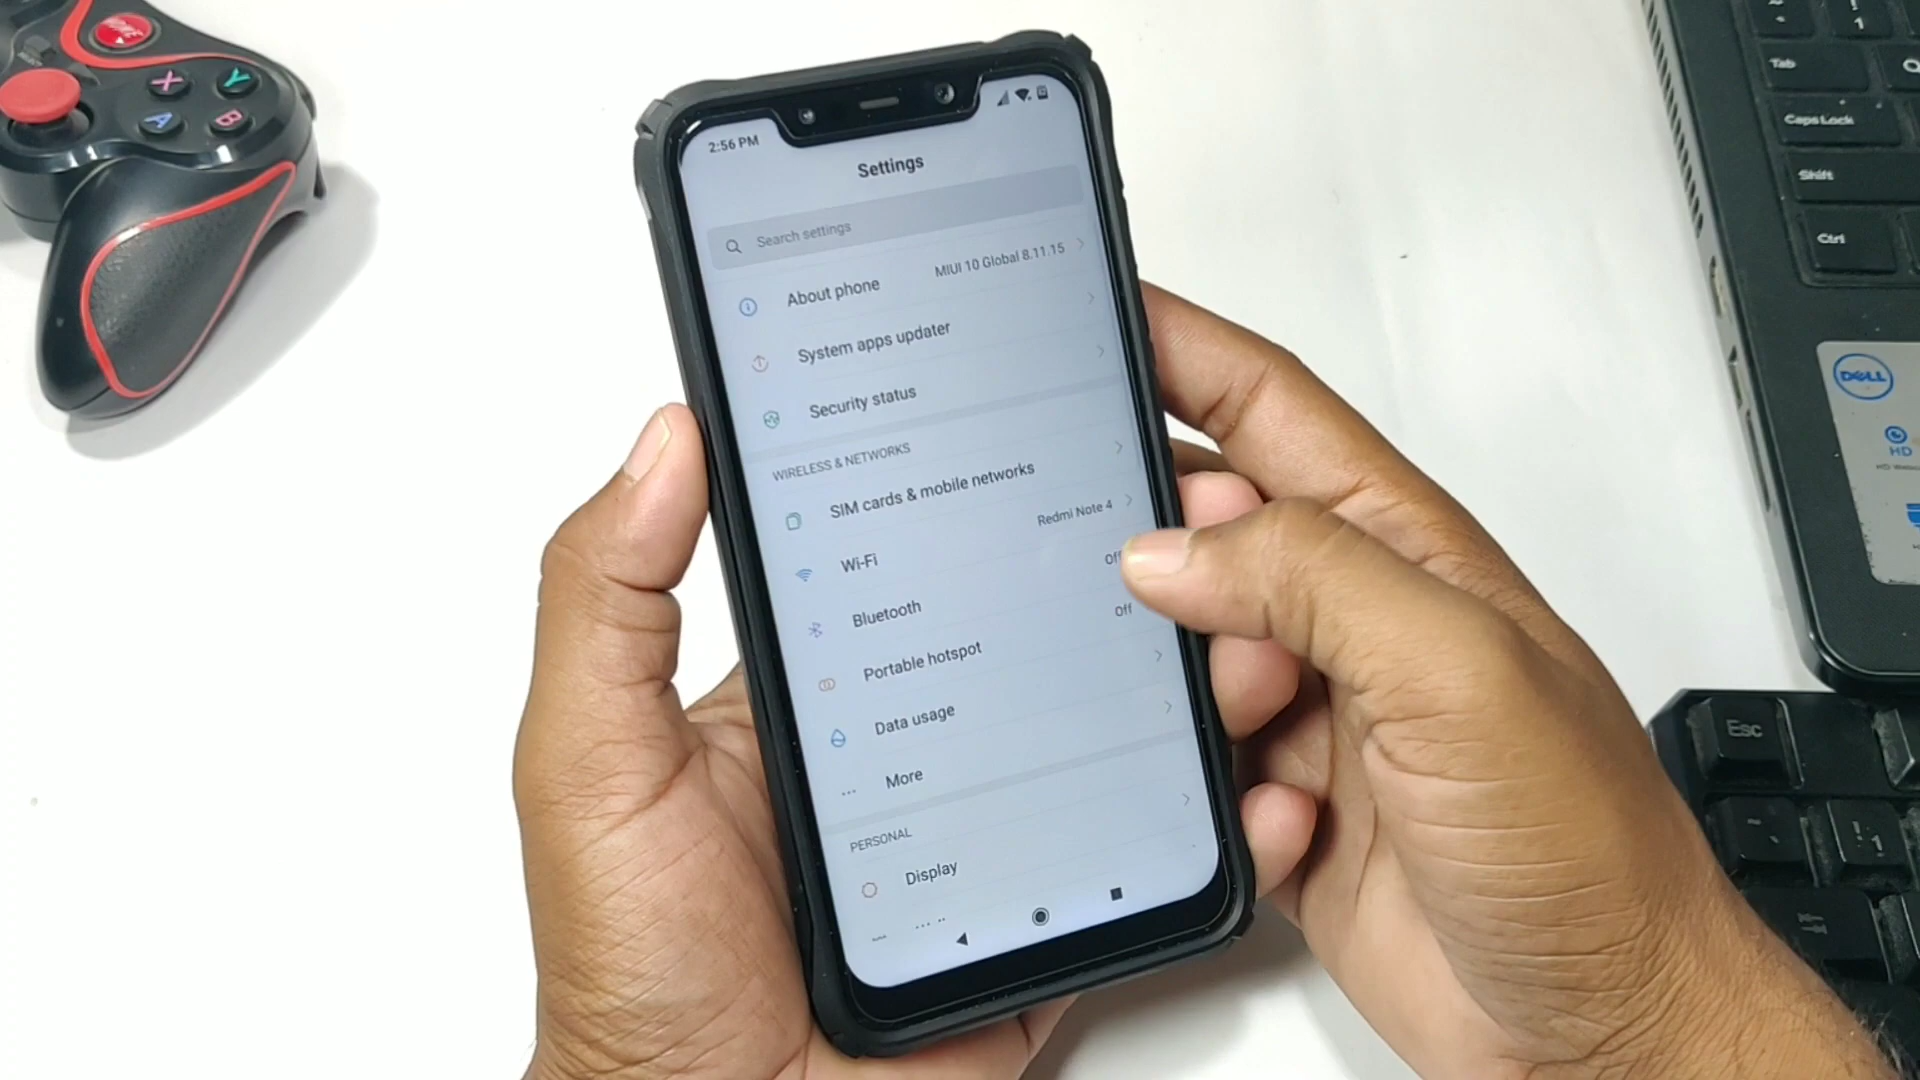 HOME
X
Y
A
B
2:56 PM
Settings
Search settings
About phone
MIUI 10 Global 8.11.15
System apps updater
Security status
WIRELESS & NETWORKS
SIM cards & mobile networks
Wi-Fi
Redmi Note 4
Bluetooth
Off
Portable hotspot
Off
Data usage
More
PERSONAL
Display
Tab
Q
Caps Lock
Shift
Ctrl
DELL
HD
Esc